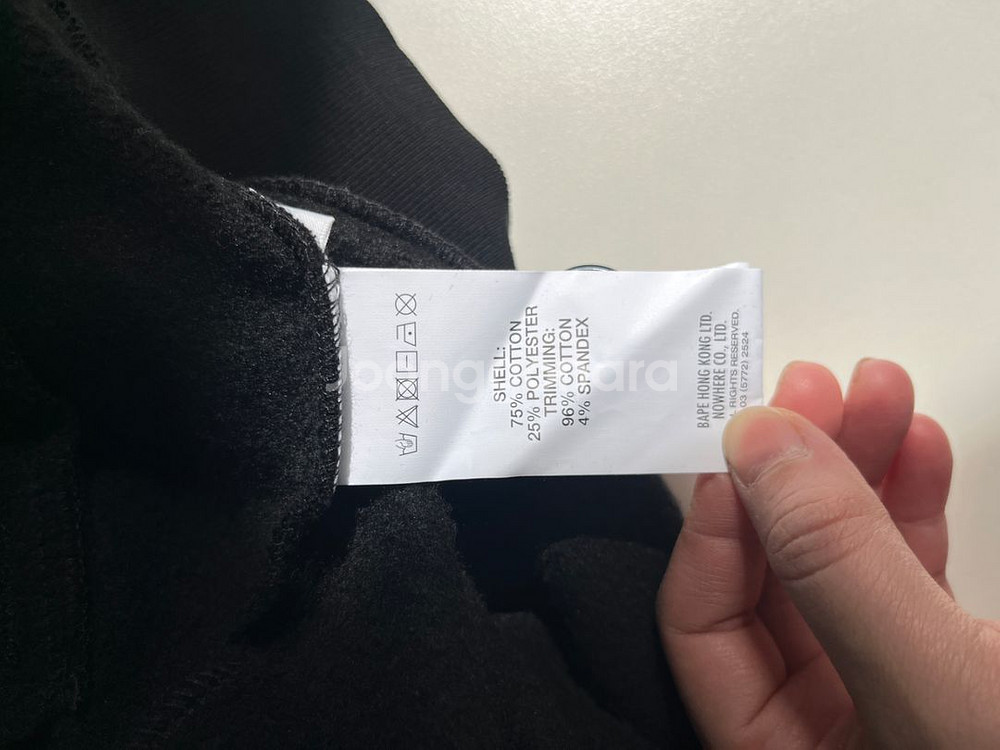 SHELL:
75% COTTON
25% POLYESTER
TRIMMING:
96% COTTON
4% SPANDEX
BAPE HONG KONG LTD.
NOWHERE CO., LTD.
RIGHTS RESERVED.
03 (5772) 2524